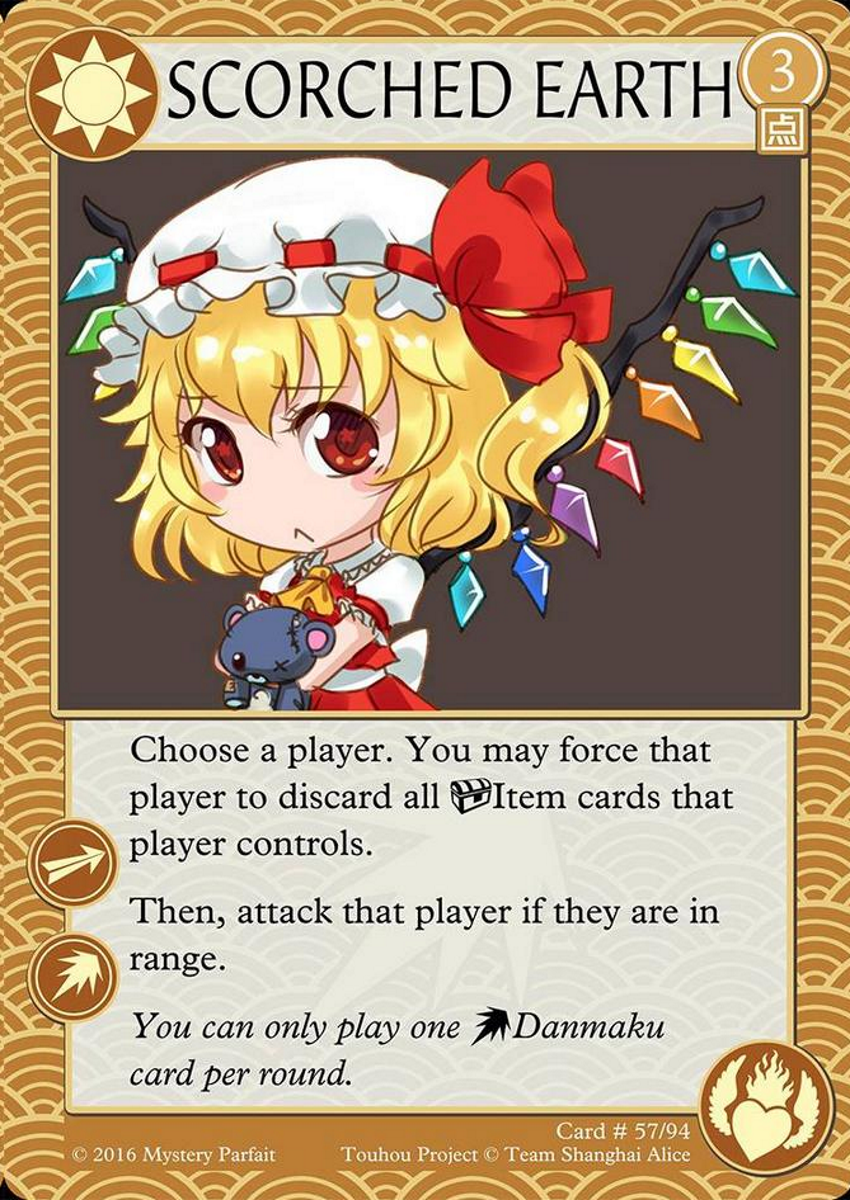 SCORCHED EARTH
3
点
Choose a player. You may force that
player to discard all Item cards that
player controls.
Then, attack that player if they are in
range.
You can only play one Danmaku
card per round.
Card # 57/94
© 2016 Mystery Parfait
Touhou Project © Team Shanghai Alice